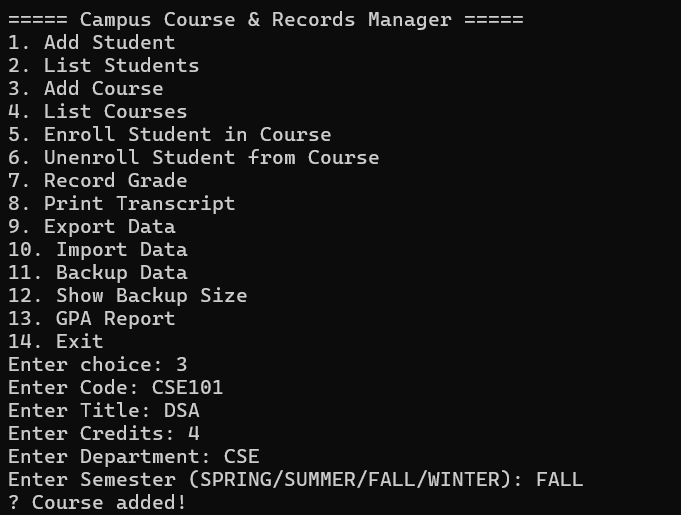 ===== Campus Course & Records Manager =====
1. Add Student
2. List Students
3. Add Course
4. List Courses
5. Enroll Student in Course
6. Unenroll Student from Course
7. Record Grade
8. Print Transcript
9. Export Data
10. Import Data
11. Backup Data
12. Show Backup Size
13. GPA Report
14. Exit
Enter choice: 3
Enter Code: CSE101
Enter Title: DSA
Enter Credits: 4
Enter Department: CSE
Enter Semester (SPRING/SUMMER/FALL/WINTER): FALL
? Course added!